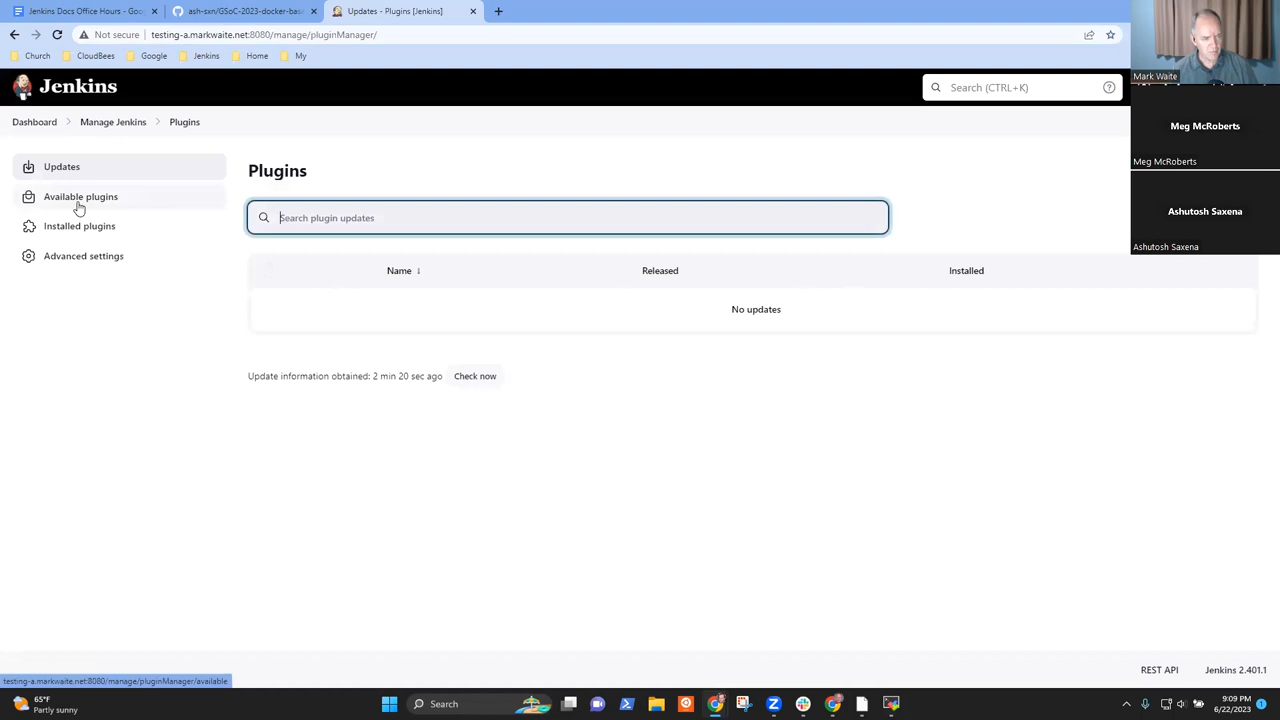 Jenkins Docs Office Hours - Goog
ash-sxn/GSoC-2023-docker-bas
Updates - Plugins [Jenkins]
Not secure
testing-a.markwaite.net:8080/manage/pluginManager/
Church
CloudBees
Google
Jenkins
Home
My
Jenkins
Search (CTRL+K)
Mark Waite
Dashboard
Manage Jenkins
Plugins
Meg McRoberts
Meg McRoberts
Updates
Available plugins
Installed plugins
Advanced settings
Plugins
Search plugin updates
Ashutosh Saxena
Ashutosh Saxena
Name ↓
Released
Installed
No updates
Update information obtained: 2 min 20 sec ago
Check now
REST API
Jenkins 2.401.1
testing-a.markwaite.net:8080/manage/pluginManager/available
65°F
Partly sunny
Search
9:09 PM
6/22/2023